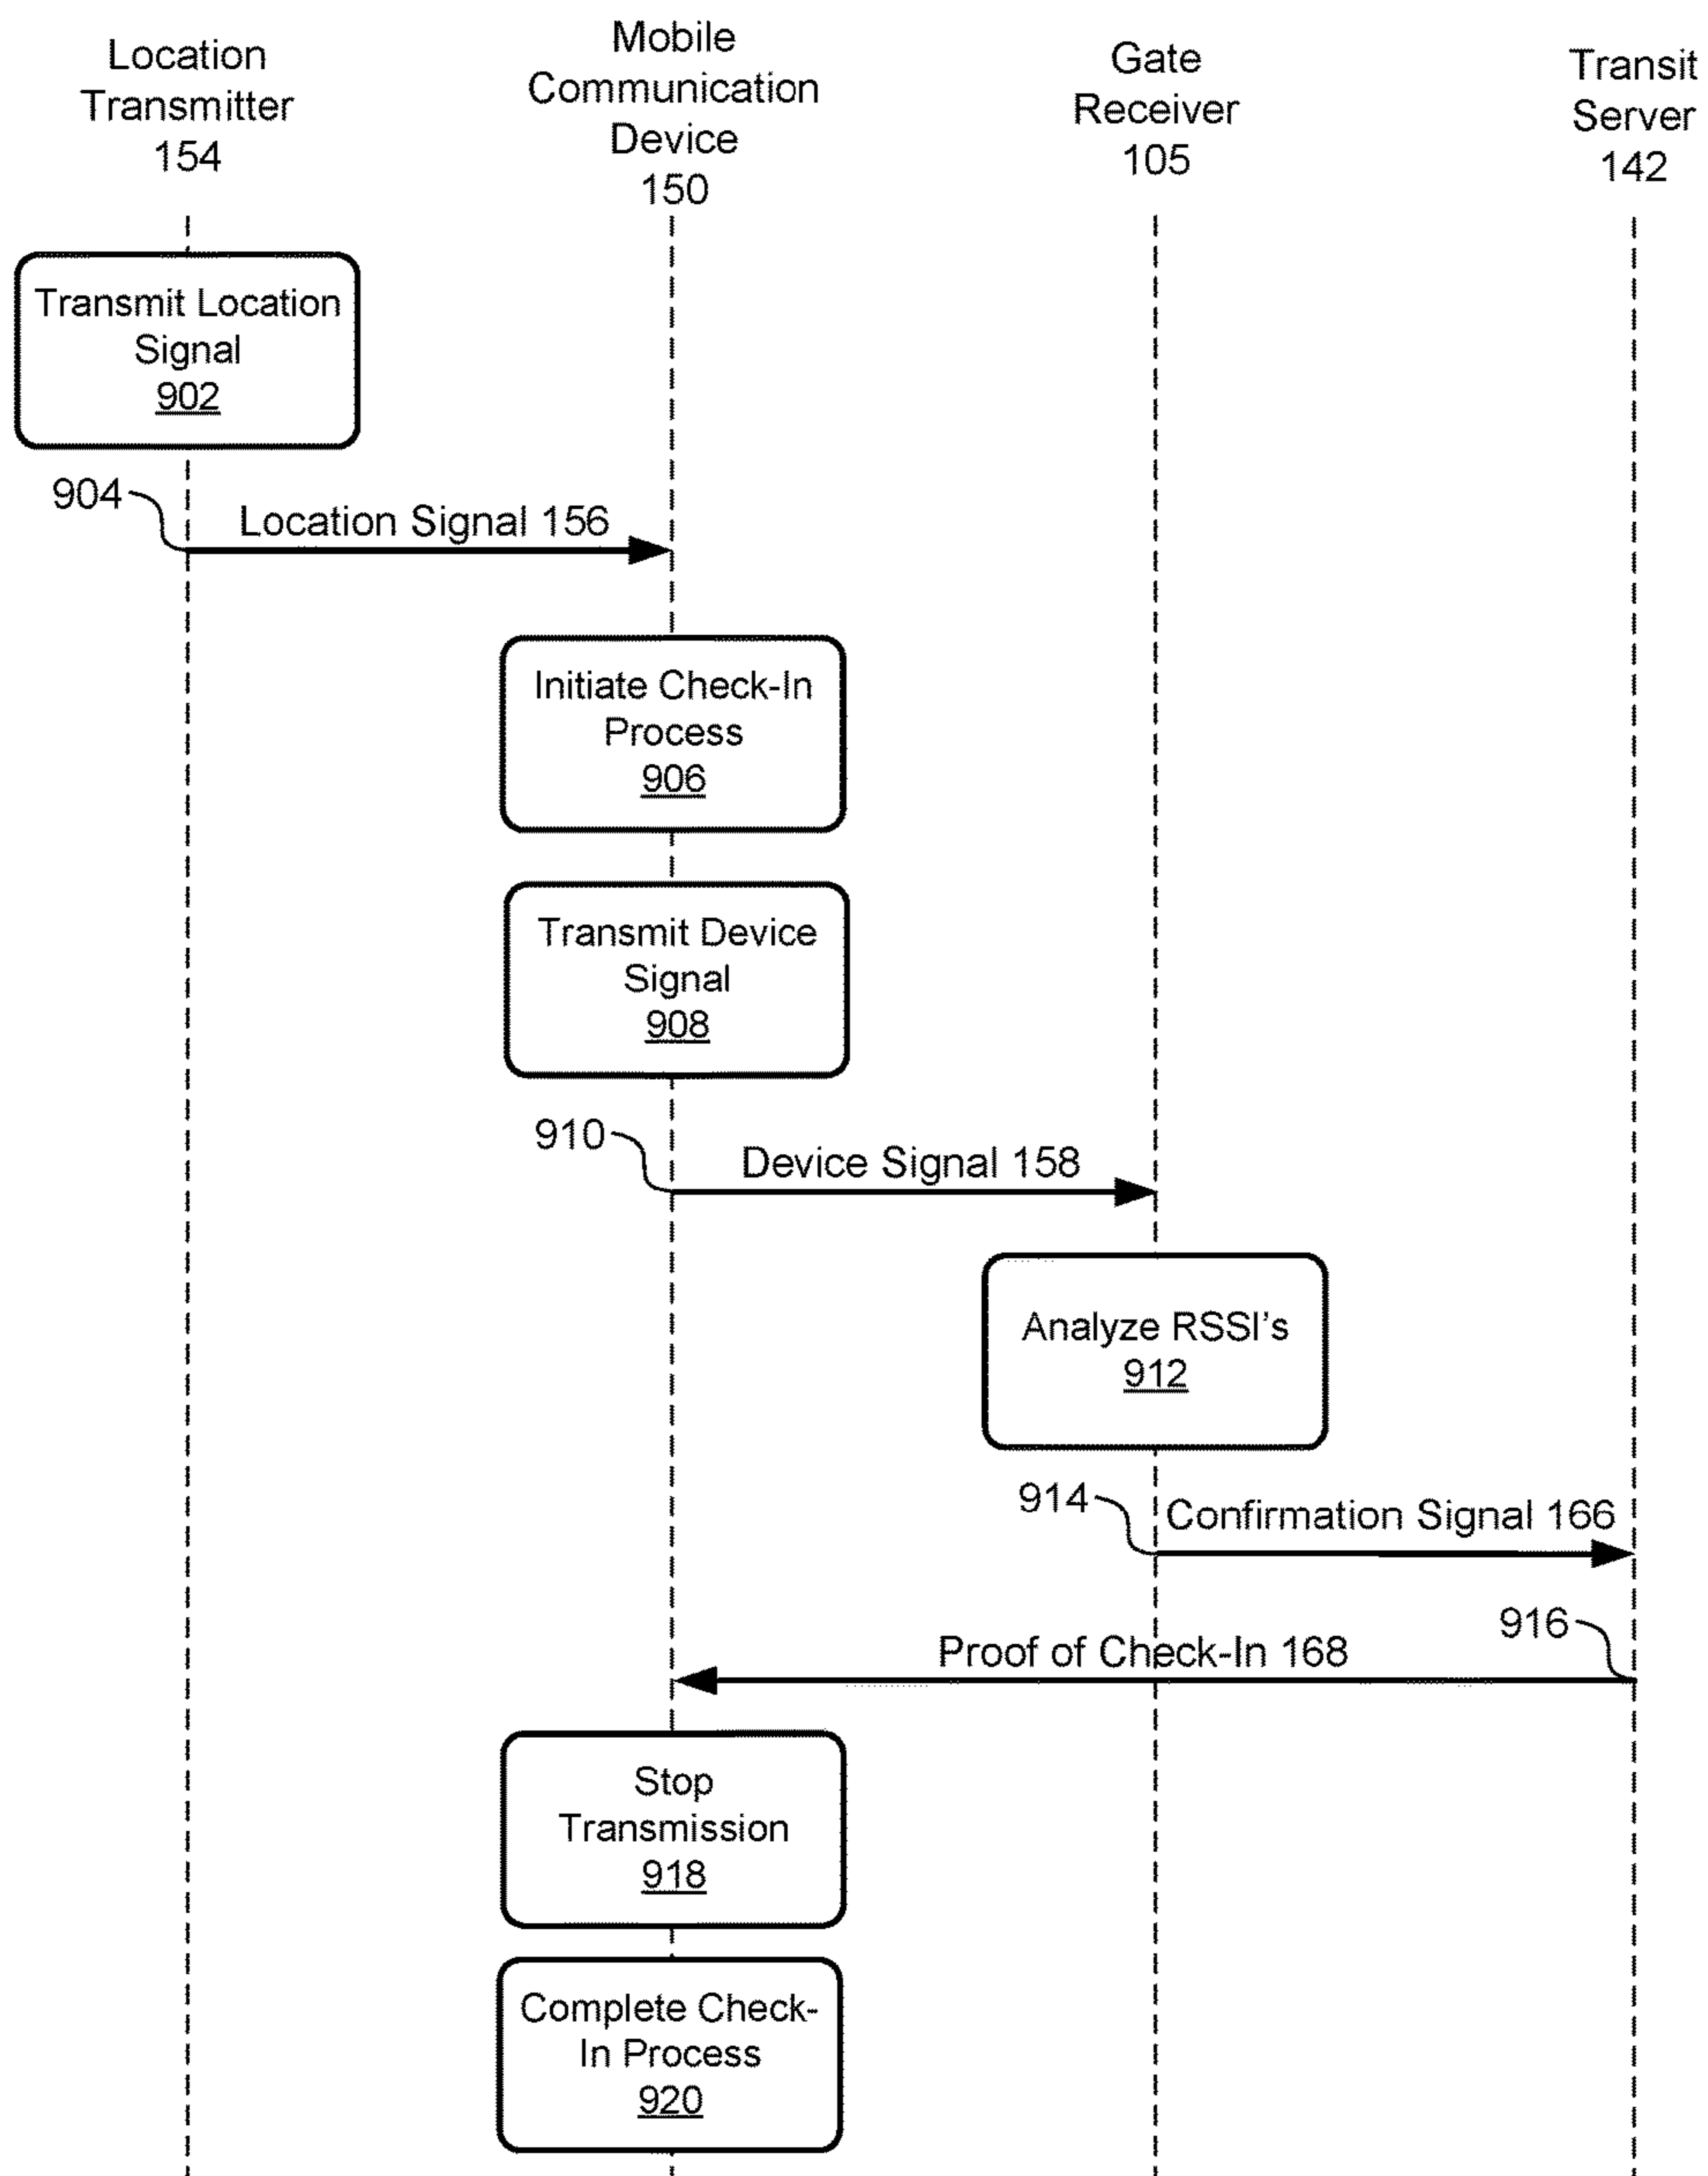 Location
Transmitter
154
Mobile
Communication
Device
150
Gate
Receiver
105
Transit
Server
142
Transmit Location
Signal
902
904
Location Signal 156
Initiate Check-In
Process
906
Transmit Device
Signal
908
910
Device Signal 158
Analyze RSSI's
912
914
Confirmation Signal 166
916
Proof of Check-In 168
Stop
Transmission
918
Complete Check-
In Process
920